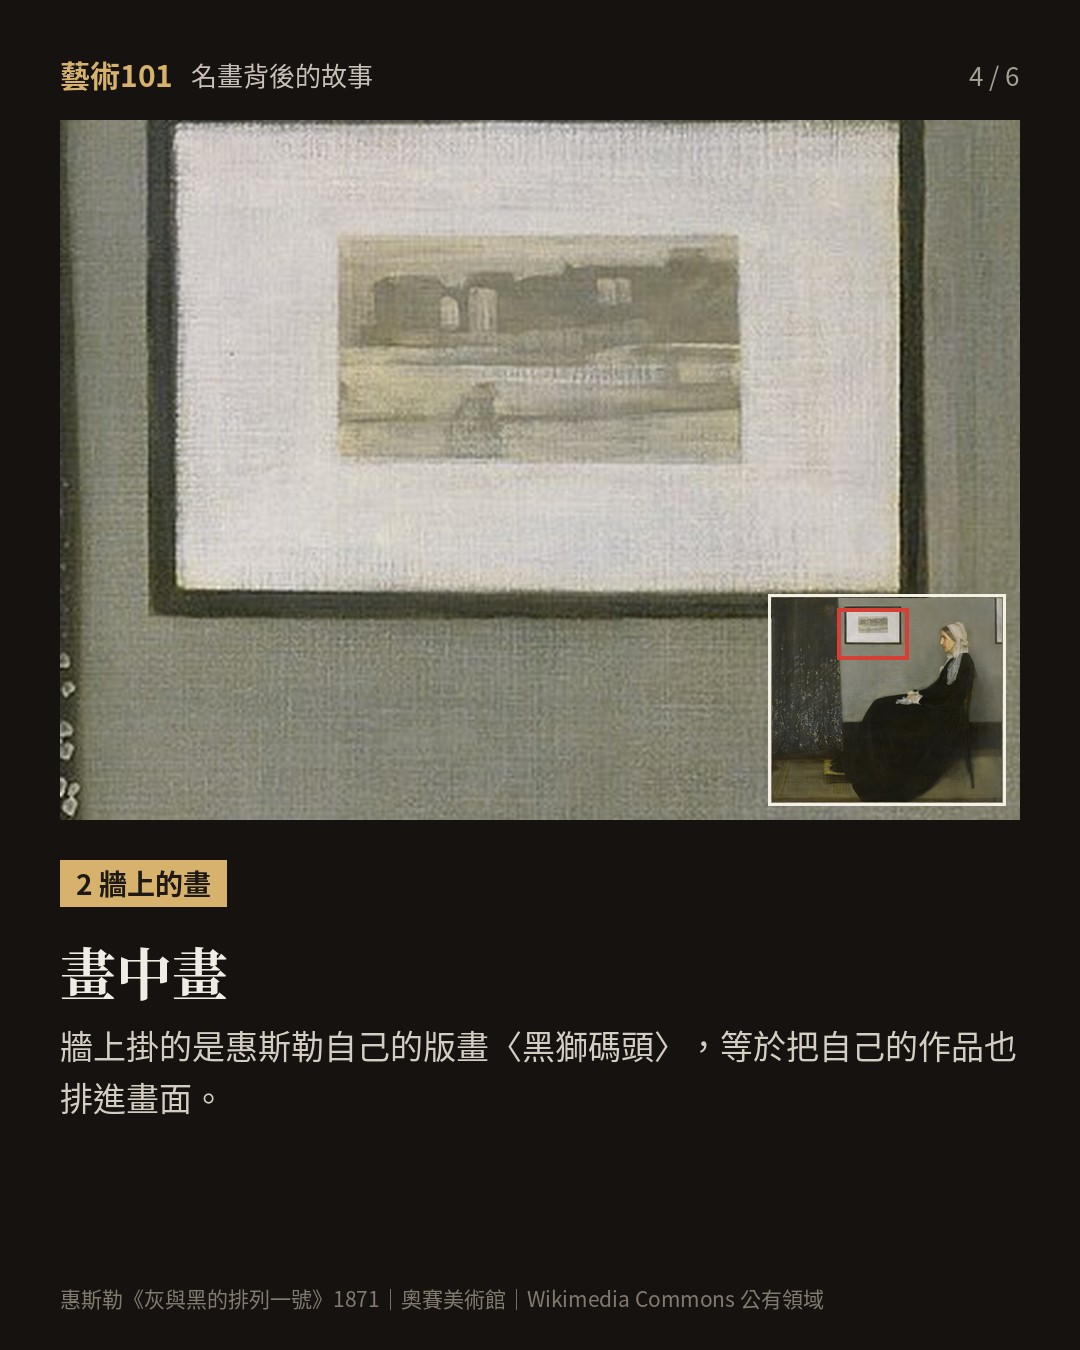 藝術101 名畫背後的故事
4 / 6
2 牆上的畫
畫中畫
牆上掛的是惠斯勒自己的版畫〈黑獅碼頭〉，等於把自己的作品也
排進畫面。
惠斯勒《灰與黑的排列一號》1871｜奧賽美術館｜Wikimedia Commons 公有領域